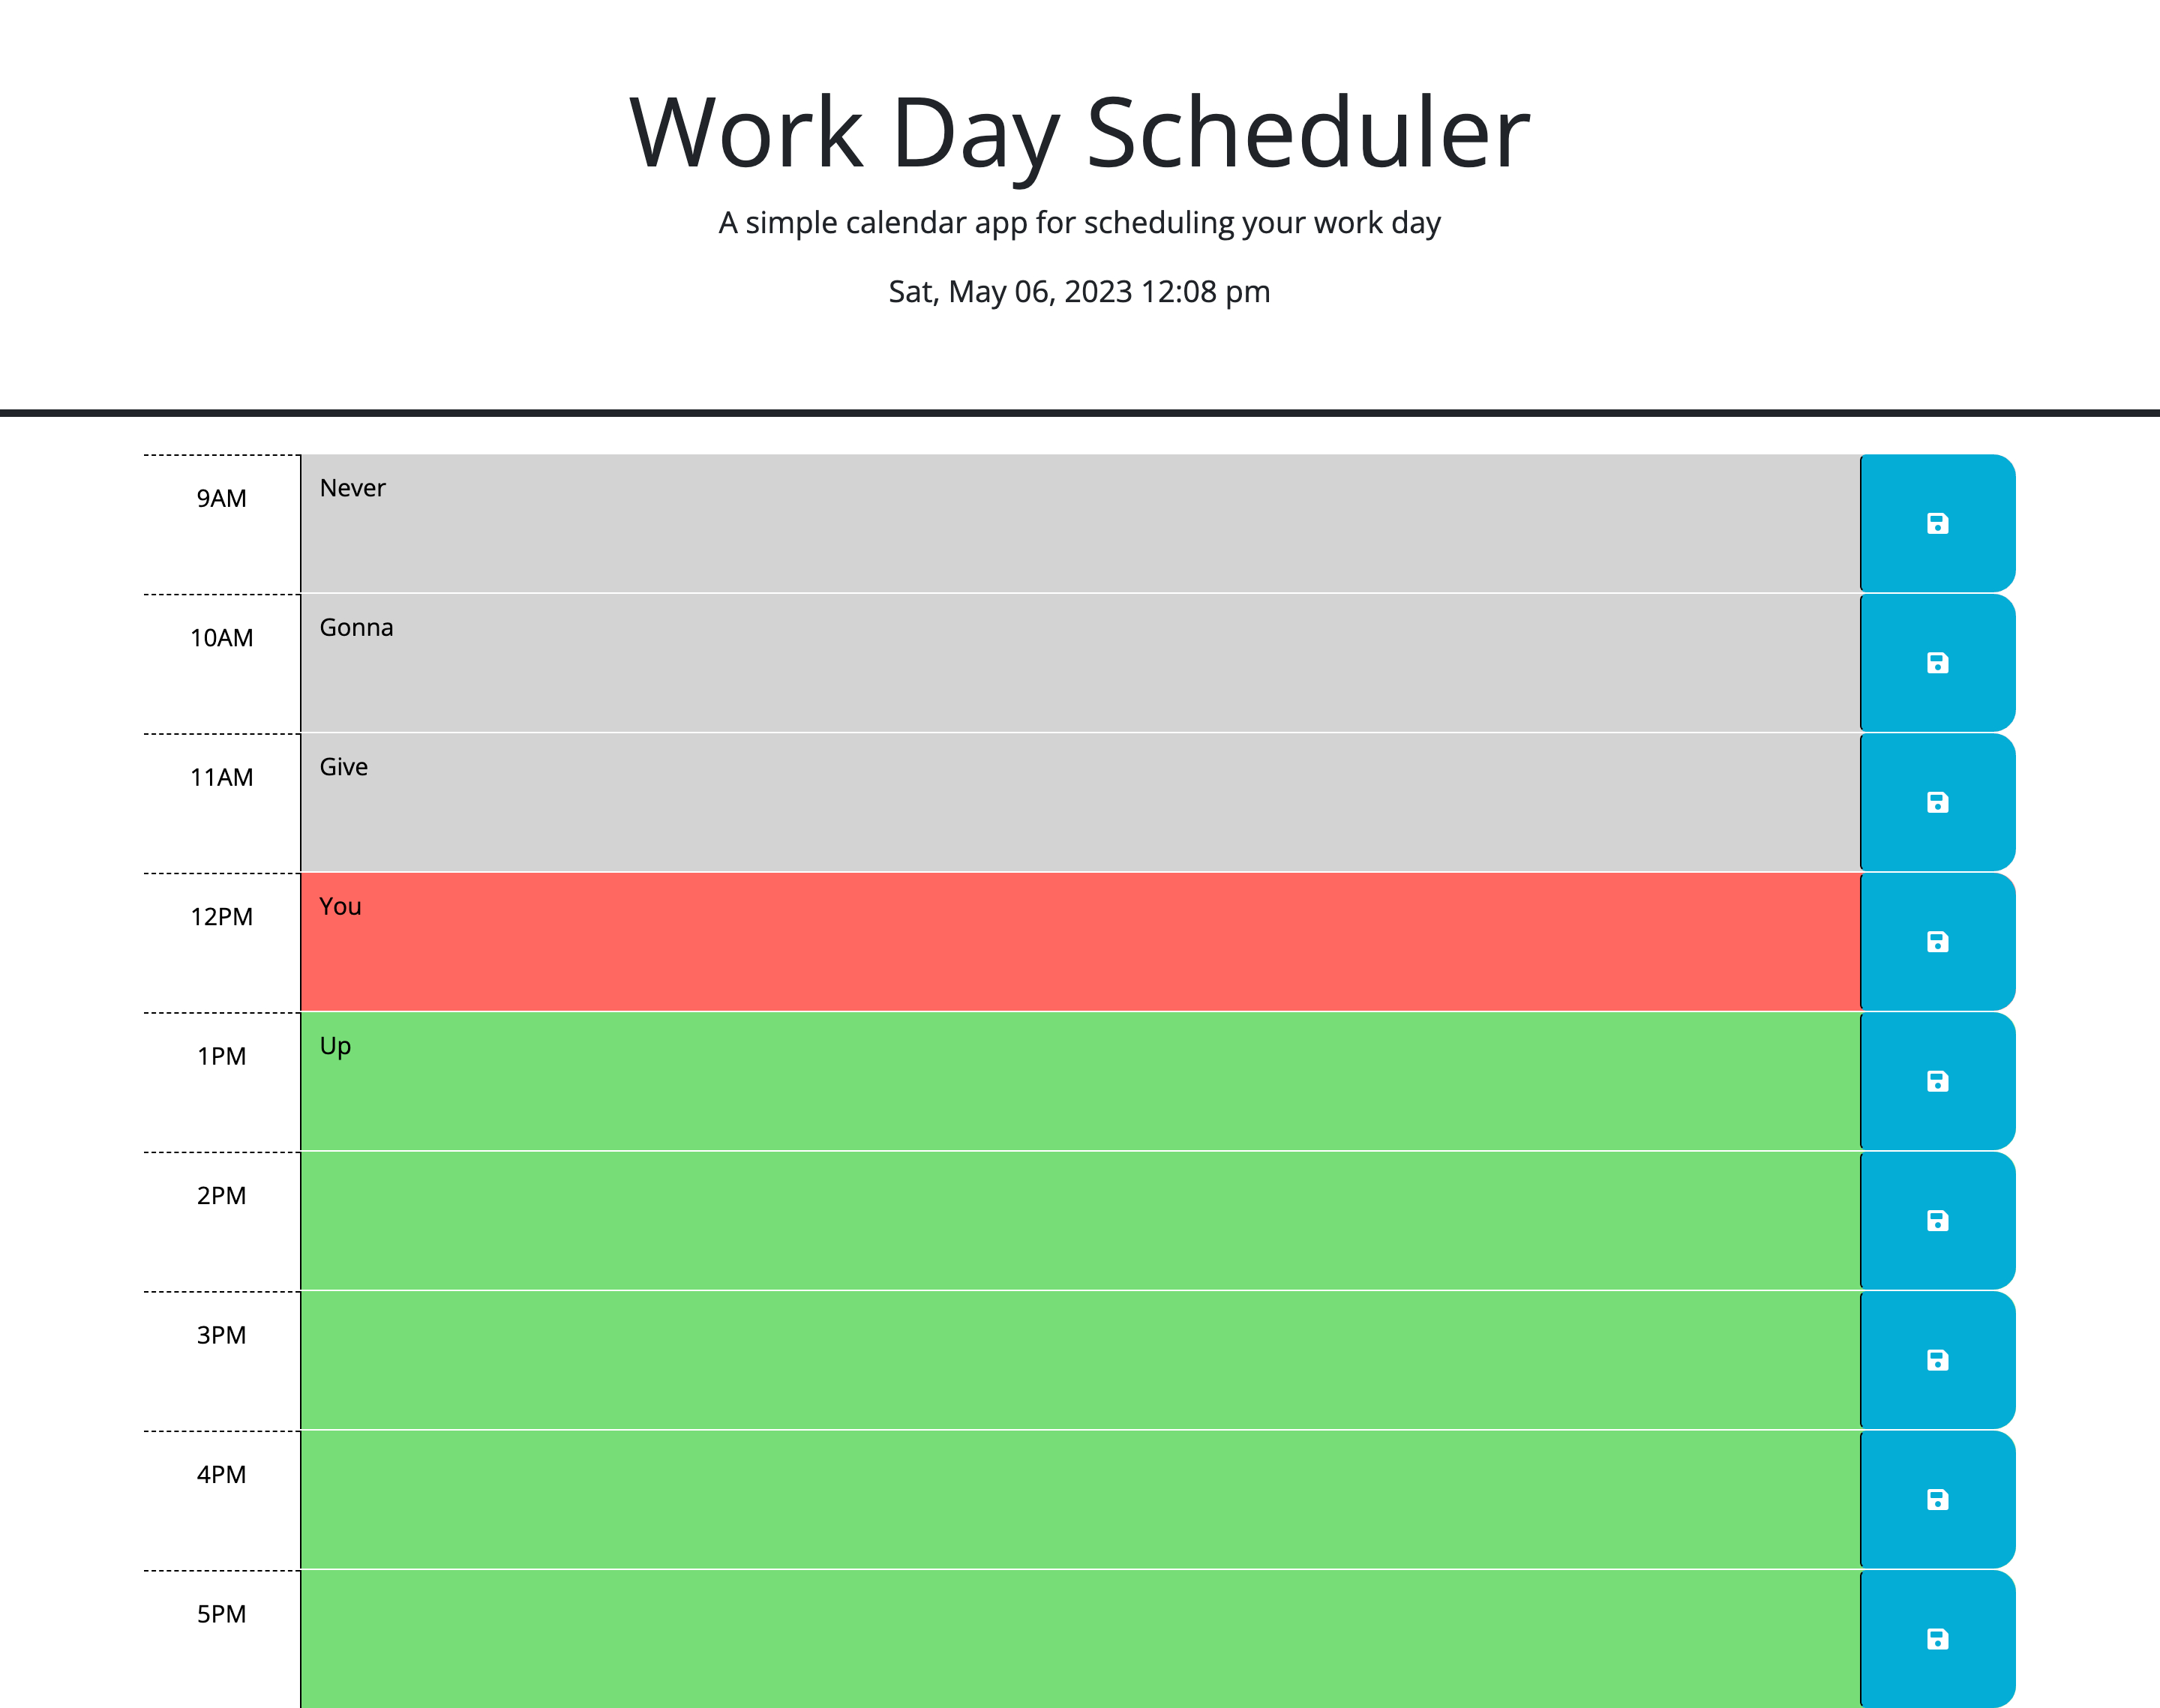 Work Day Scheduler
A simple calendar app for scheduling your work day
Sat, May 06, 2023 12:08 pm
9AM Never
10AM Gonna
11AM Give
12PM You
1PM Up
2PM
3PM
4PM
5PM